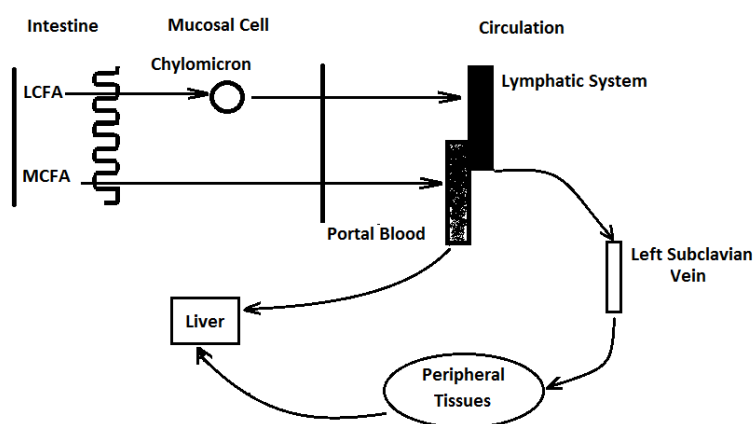 Intestine
Mucosal Cell
Circulation
Chylomicron
LCFA
Lymphatic System
MCFA
Portal Blood
Left Subclavian
Vein
Liver
Peripheral
Tissues